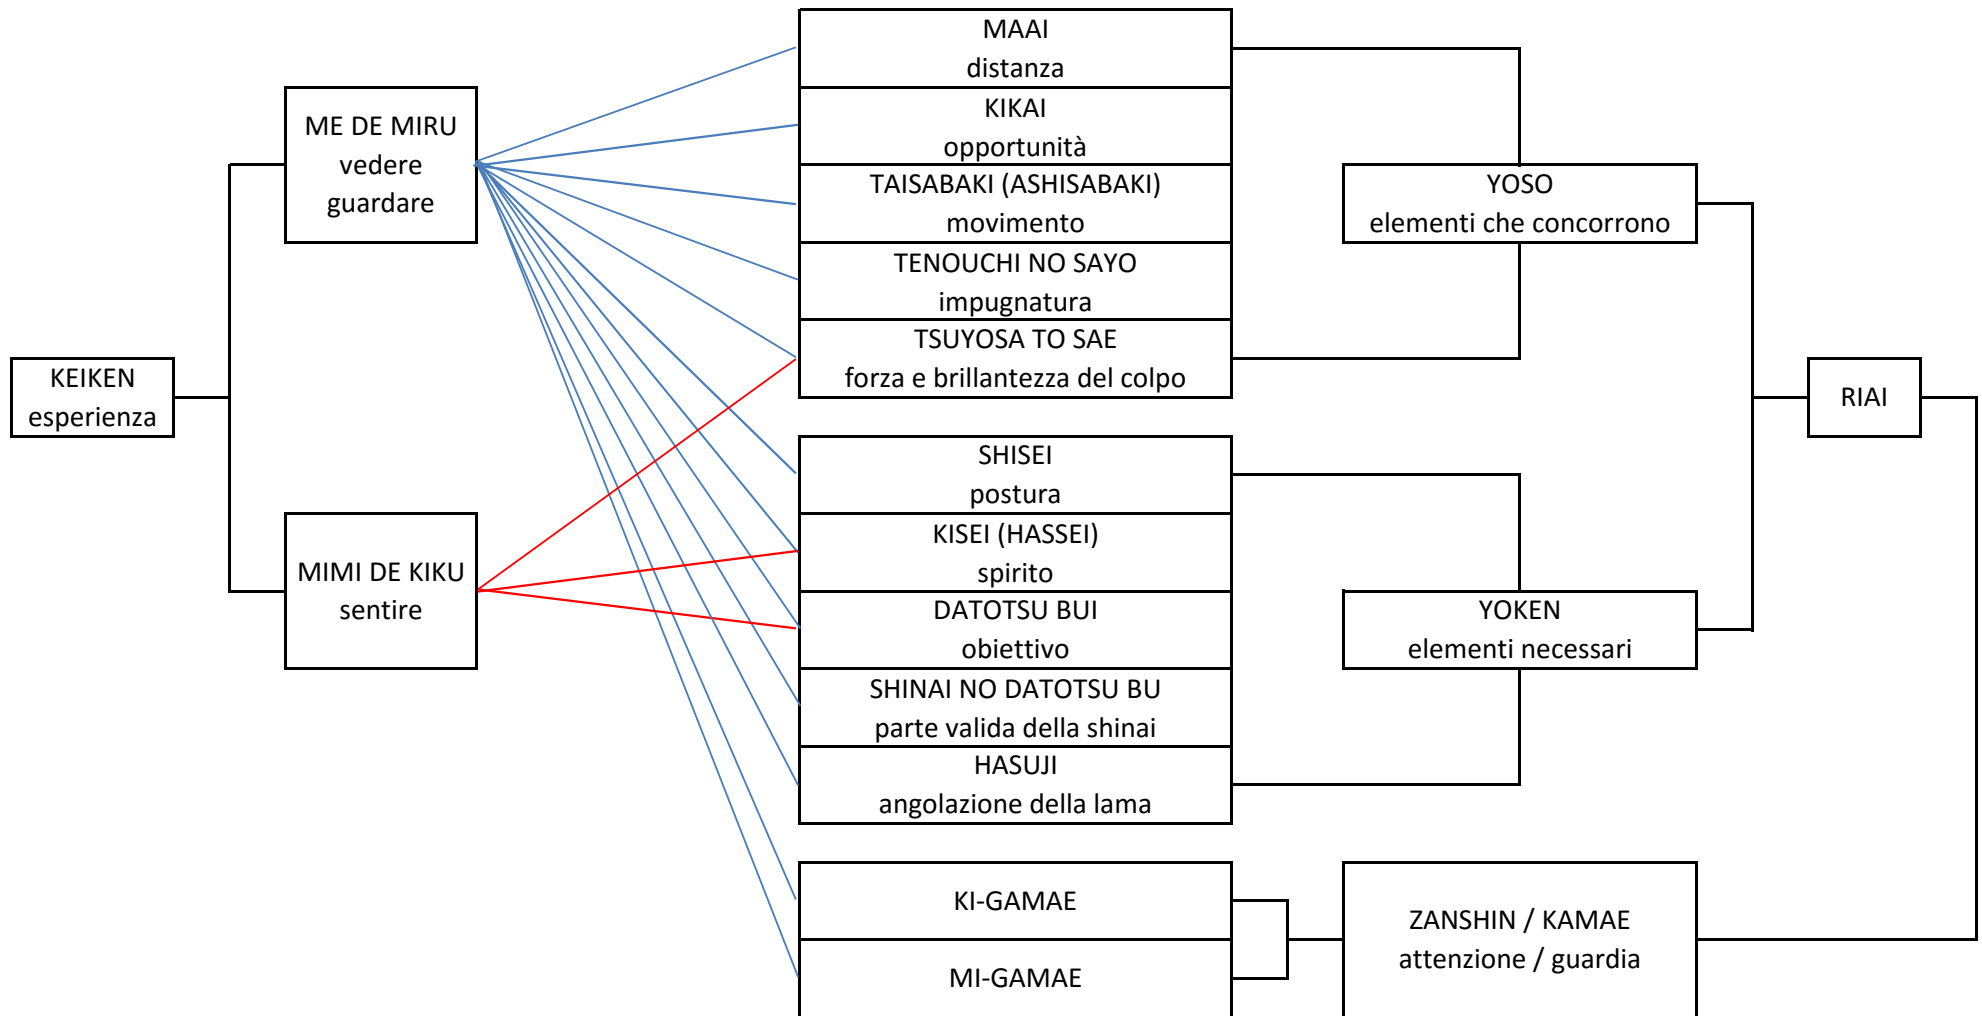 KEIKEN
esperienza
ME DE MIRU
vedere
guardare
MIMI DE KIKU
sentire
MAAI
distanza
KIKAI
opportunità
TAISABAKI (ASHISABAKI)
movimento
TENOUCHI NO SAYO
impugnatura
TSUYOSA TO SAE
forza e brillantezza del colpo
SHISEI
postura
KISEI (HASSEI)
spirito
DATOTSU BUI
obiettivo
SHINAI NO DATOTSU BU
parte valida della shinai
HASUJI
angolazione della lama
KI-GAMAE
MI-GAMAE
YOSO
elementi che concorrono
YOKEN
elementi necessari
ZANSHIN / KAMAE
attenzione / guardia
RIAI